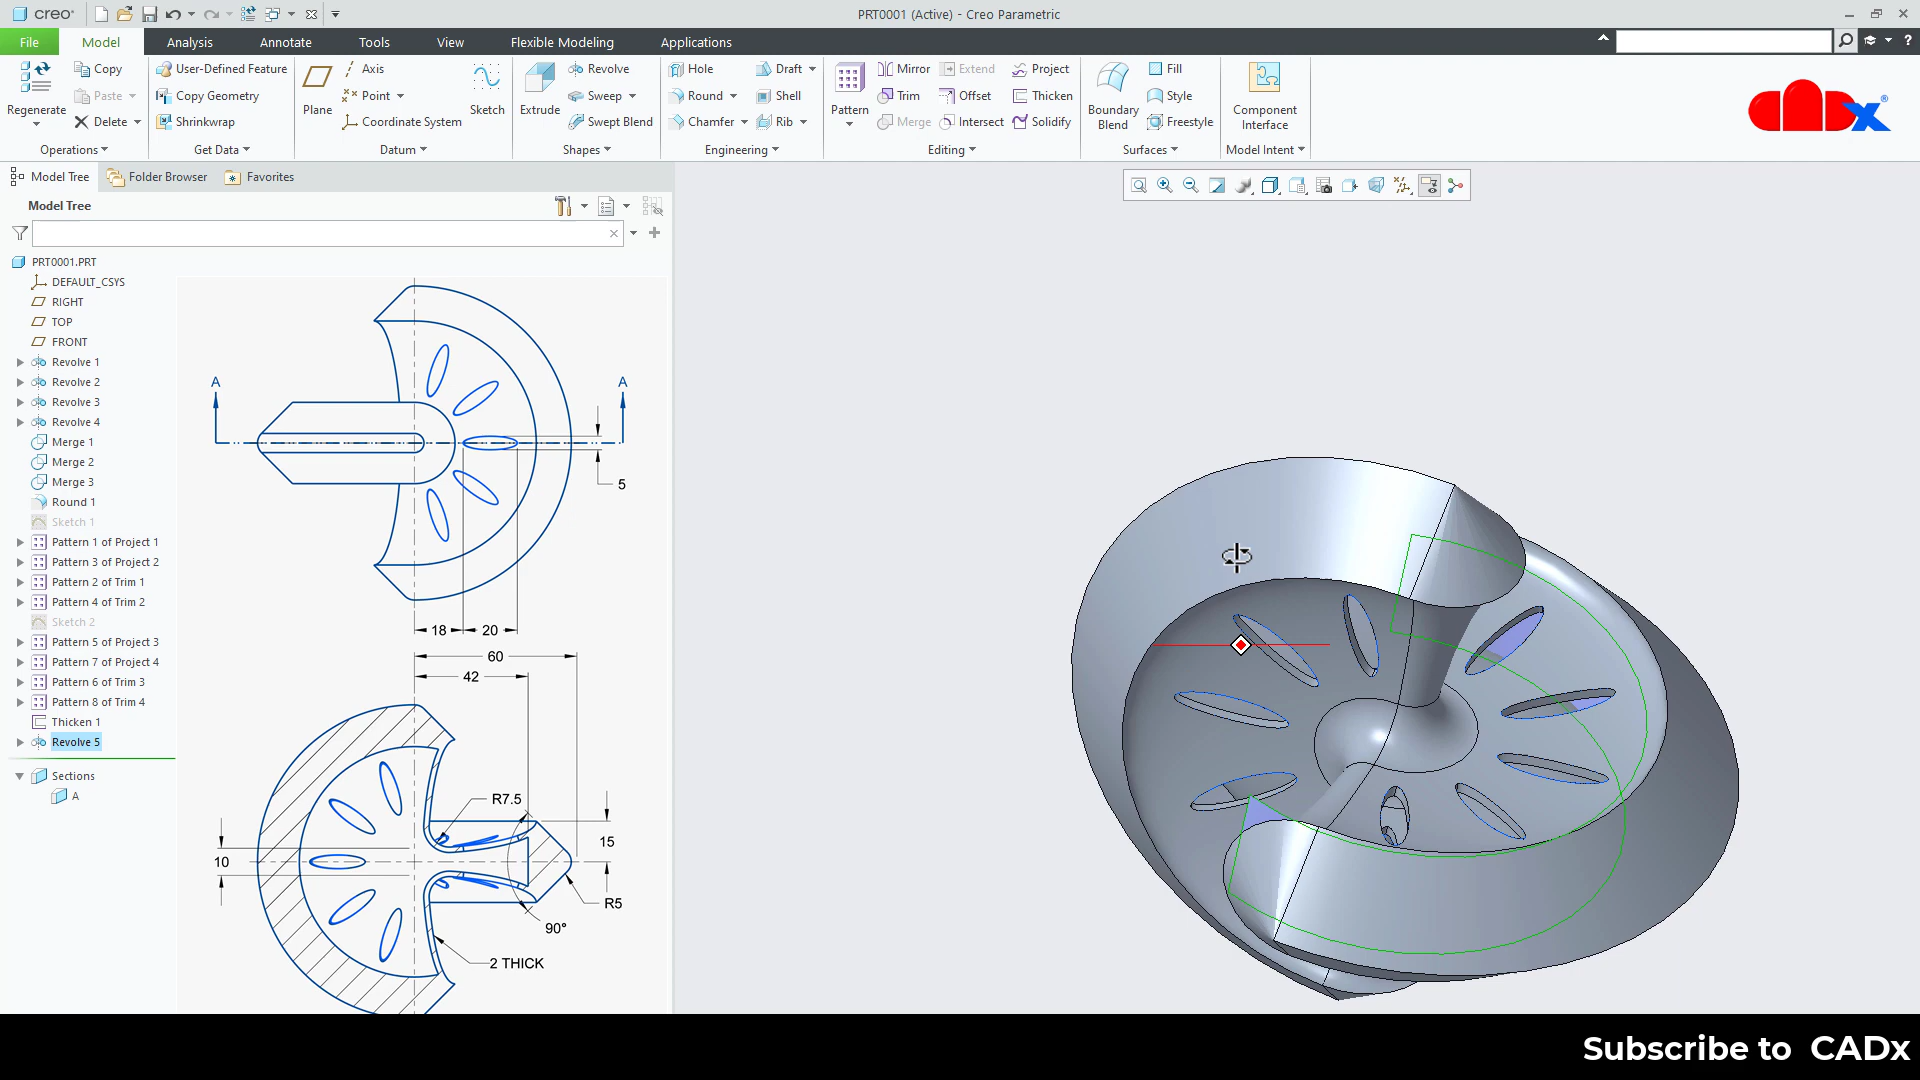 creo
PRT0001 (Active) - Creo Parametric
File Model Analysis Annotate Tools View Flexible Modeling Applications
Regenerate Copy Paste Delete
User-Defined Feature Copy Geometry Shrinkwrap
Plane Axis Point Coordinate System Sketch
Extrude Revolve Sweep Swept Blend
Hole Round Chamfer Draft Shell Rib
Pattern Mirror Trim Merge Extend Offset Intersect Project Thicken Solidify
Boundary Blend Fill Style Freestyle
Component Interface
Operations Get Data Datum Shapes Engineering Editing Surfaces Model Intent
CADx®
Model Tree Folder Browser Favorites
Model Tree
PRT0001.PRT
DEFAULT_CSYS
RIGHT
TOP
FRONT
Revolve 1
Revolve 2
Revolve 3
Revolve 4
Merge 1
Merge 2
Merge 3
Round 1
Sketch 1
Pattern 1 of Project 1
Pattern 3 of Project 2
Pattern 2 of Trim 1
Pattern 4 of Trim 2
Sketch 2
Pattern 5 of Project 3
Pattern 7 of Project 4
Pattern 6 of Trim 3
Pattern 8 of Trim 4
Thicken 1
Revolve 5
Sections
A
A A
5
18 20
60
42
R7.5
15
10
R5
90°
2 THICK
Subscribe to CADx